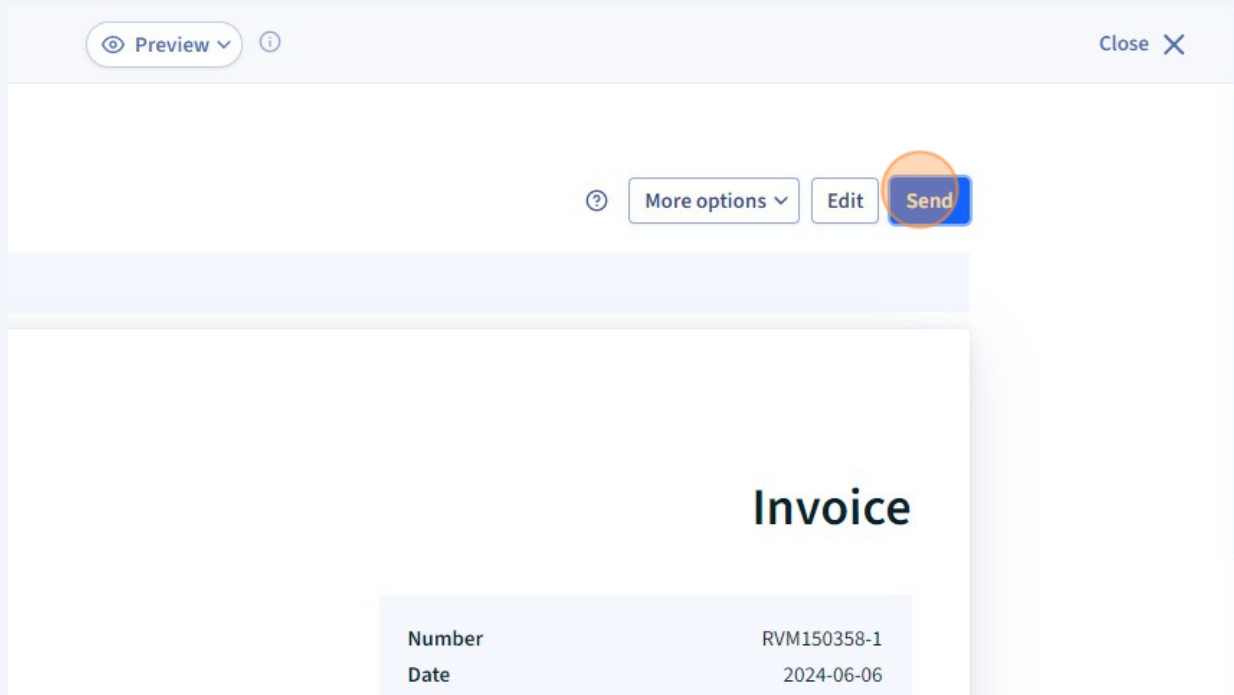 Preview
Close
More options Edit Send
Invoice
Number RVM150358-1
Date 2024-06-06